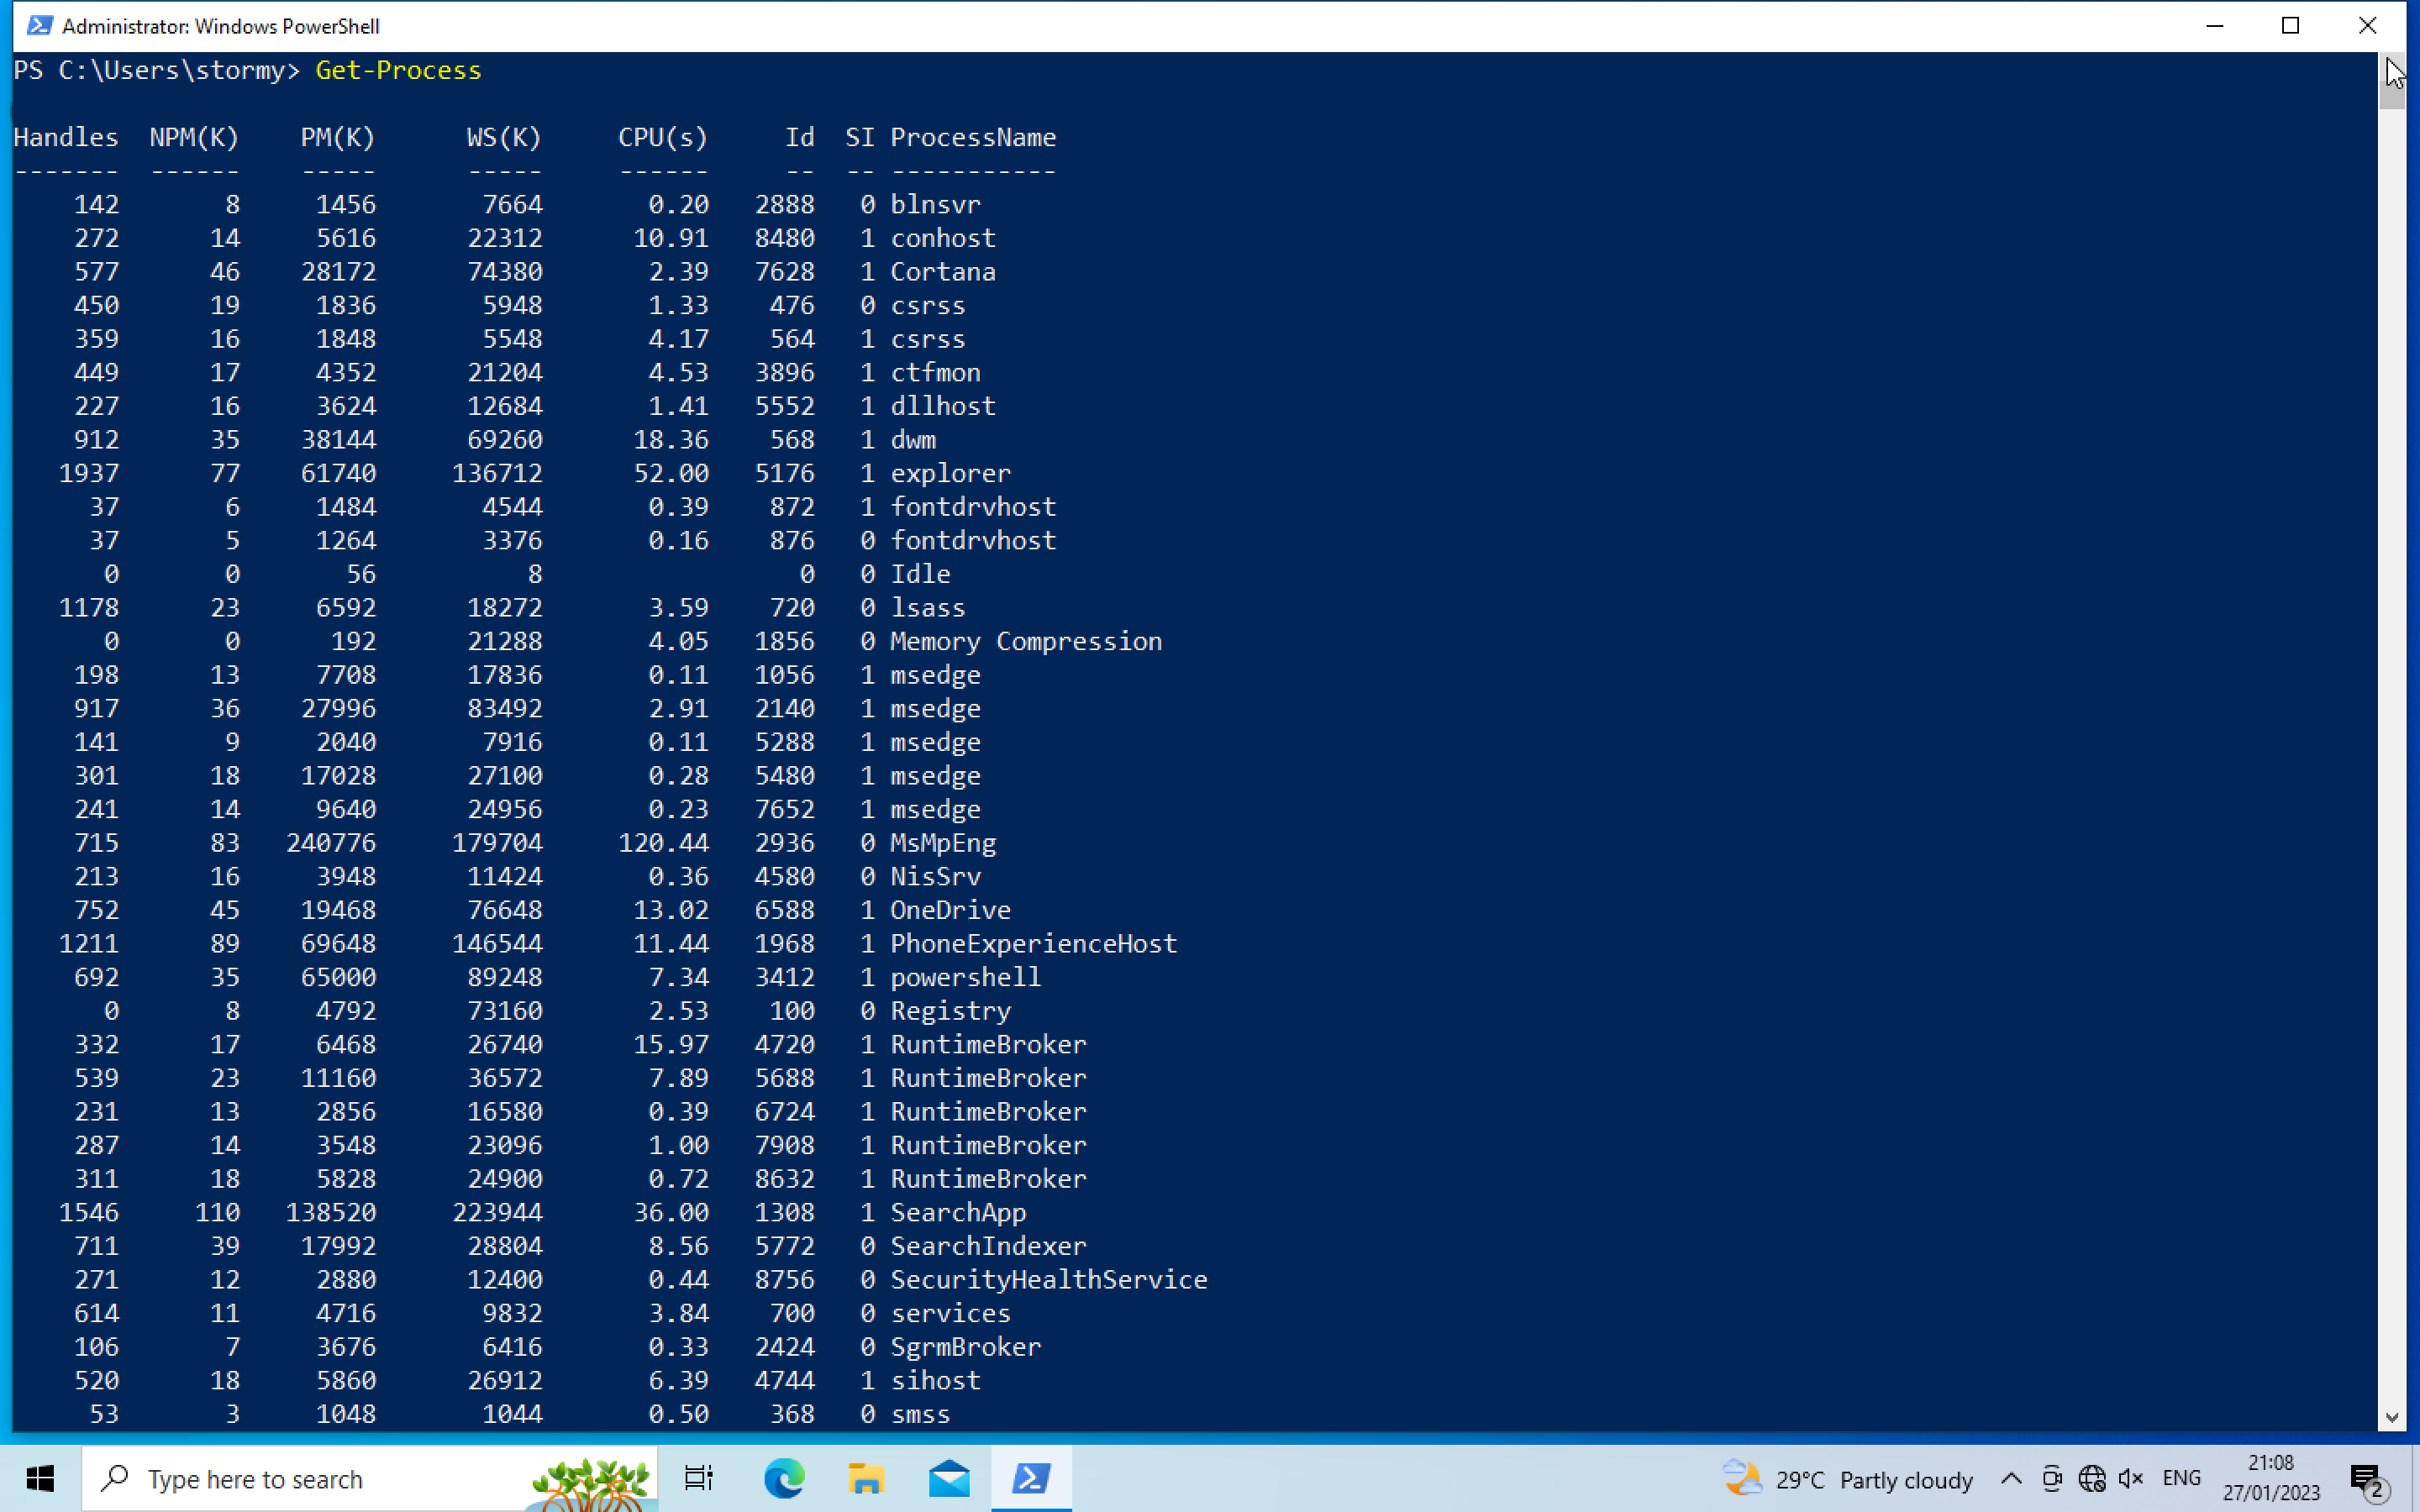 Administrator: Windows PowerShell
PS C:\Users\stormy> Get-Process
Handles  NPM(K)    PM(K)      WS(K)     CPU(s)     Id  SI ProcessName
-------  ------    -----      -----     ------     --  -- -----------
    142       8     1456       7664       0.20   2888   0 blnsvr
    272      14     5616      22312      10.91   8480   1 conhost
    577      46    28172      74380       2.39   7628   1 Cortana
    450      19     1836       5948       1.33    476   0 csrss
    359      16     1848       5548       4.17    564   1 csrss
    449      17     4352      21204       4.53   3896   1 ctfmon
    227      16     3624      12684       1.41   5552   1 dllhost
    912      35    38144      69260      18.36    568   1 dwm
   1937      77    61740     136712      52.00   5176   1 explorer
     37       6     1484       4544       0.39    872   1 fontdrvhost
     37       5     1264       3376       0.16    876   0 fontdrvhost
      0       0       56          8                 0   0 Idle
   1178      23     6592      18272       3.59    720   0 lsass
      0       0      192      21288       4.05   1856   0 Memory Compression
    198      13     7708      17836       0.11   1056   1 msedge
    917      36    27996      83492       2.91   2140   1 msedge
    141       9     2040       7916       0.11   5288   1 msedge
    301      18    17028      27100       0.28   5480   1 msedge
    241      14     9640      24956       0.23   7652   1 msedge
    715      83   240776     179704     120.44   2936   0 MsMpEng
    213      16     3948      11424       0.36   4580   0 NisSrv
    752      45    19468      76648      13.02   6588   1 OneDrive
   1211      89    69648     146544      11.44   1968   1 PhoneExperienceHost
    692      35    65000      89248       7.34   3412   1 powershell
      0       8     4792      73160       2.53    100   0 Registry
    332      17     6468      26740      15.97   4720   1 RuntimeBroker
    539      23    11160      36572       7.89   5688   1 RuntimeBroker
    231      13     2856      16580       0.39   6724   1 RuntimeBroker
    287      14     3548      23096       1.00   7908   1 RuntimeBroker
    311      18     5828      24900       0.72   8632   1 RuntimeBroker
   1546     110   138520     223944      36.00   1308   1 SearchApp
    711      39    17992      28804       8.56   5772   0 SearchIndexer
    271      12     2880      12400       0.44   8756   0 SecurityHealthService
    614      11     4716       9832       3.84    700   0 services
    106       7     3676       6416       0.33   2424   0 SgrmBroker
    520      18     5860      26912       6.39   4744   1 sihost
     53       3     1048       1044       0.50    368   0 smss
Type here to search
29°C Partly cloudy
ENG
21:08
27/01/2023
2